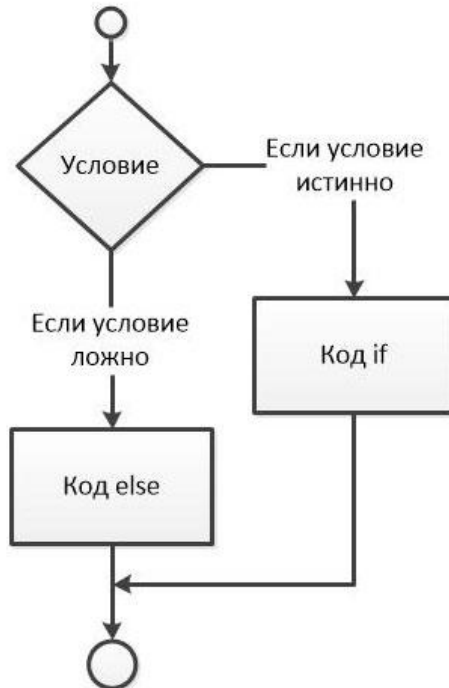 Условие
Если условие
истинно
Если условие
ложно
Код if
Код else